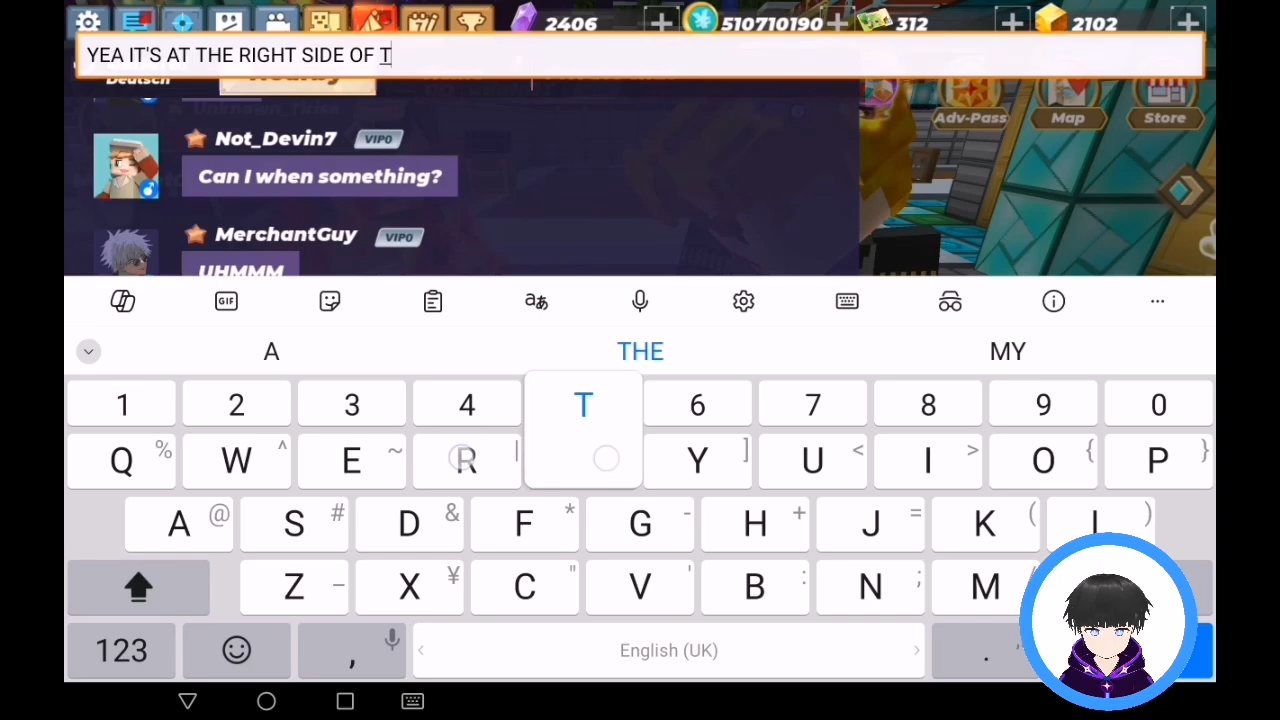 2406 510710190 312 2102
YEA IT'S AT THE RIGHT SIDE OF T
Deutsch Nearby
Adv-Pass Map Store
Not_Devin7 VIP0
Can I when something?
MerchantGuy VIP0
UHMMM
GIF
A THE MY
1 2 3 4 T 6 7 8 9 0
Q % W ^ E ~ R | Y ] U < I > O { P }
A @ S # D & F * G - H + J = K ( L )
Z _ X ¥ C " V ' B : N ; M /
123 , English (UK) .